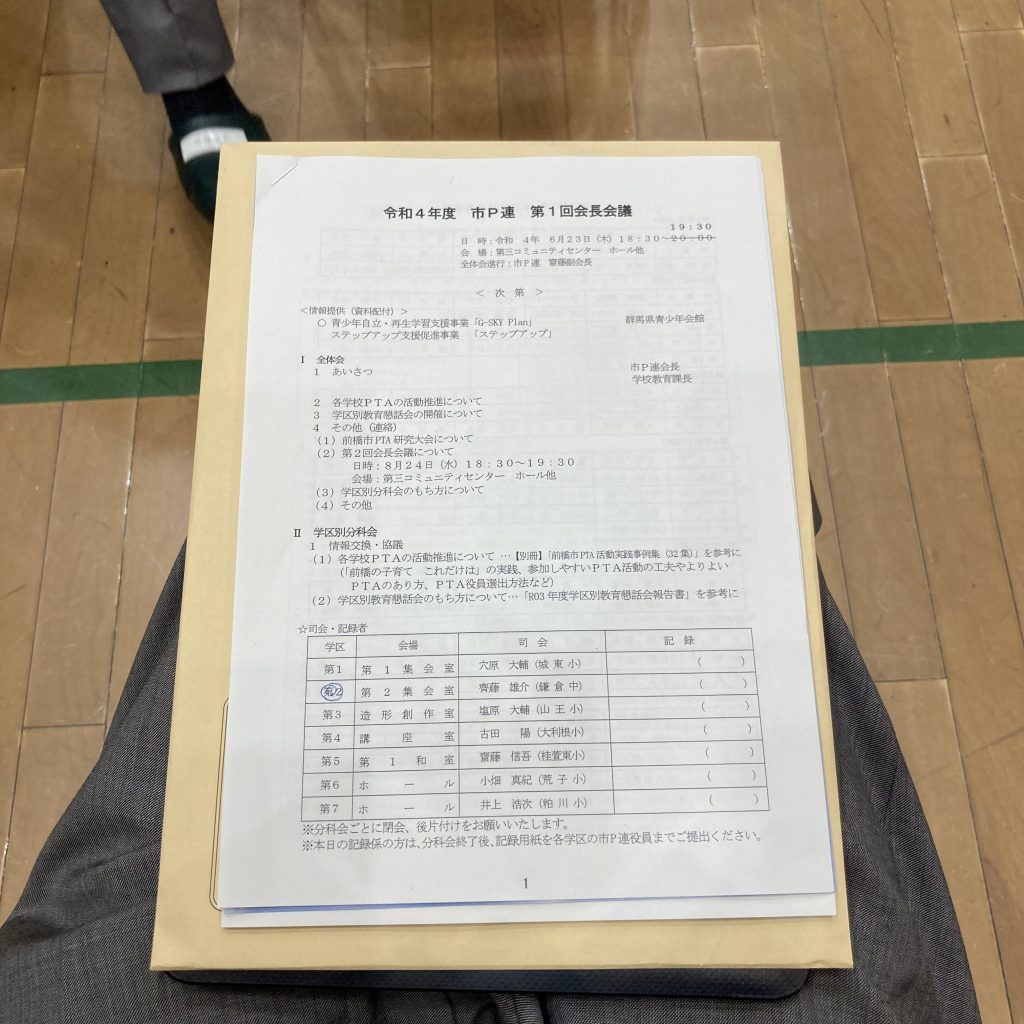 令和４年度　市Ｐ連　第１回会長会議
１９：３０
日　時：令和　４年　６月２３日（木）１８：３０～２０：００
会　場：第三コミュニティセンター　ホール他
全体会進行：市Ｐ連　齋藤副会長
＜　次　第　＞
＜情報提供（資料配付）＞
○ 青少年自立・再生学習支援事業「G-SKY Plan」　群馬県青少年会館
ステップアップ支援促進事業　「ステップアップ」
Ⅰ　全体会
１　あいさつ　市Ｐ連会長
学校教育課長
２　各学校ＰＴＡの活動推進について
３　学区別教育懇話会の開催について
４　その他（連絡）
（１）前橋市 PTA 研究大会について
（２）第２回会長会議について
日時：８月２４日（水）１８：３０～１９：３０
会場：第三コミュニティセンター　ホール他
（３）学区別分科会のもち方について
（４）その他
Ⅱ　学区別分科会
１　情報交換・協議
（１）各学校ＰＴＡの活動推進について …【別冊】「前橋市 PTA 活動実践事例集（32 集）」を参考に
（「前橋の子育て　これだけは」の実践、参加しやすいＰＴＡ活動の工夫やよりよい
ＰＴＡのあり方、ＰＴＡ役員選出方法など）
（２）学区別教育懇話会のもち方について…「R03 年度学区別教育懇話会報告書」を参考に
☆司会・記録者
学区　会場　司　会　記　録
第１　第１集会室　穴原　大輔（城東小）　（　　　）
第２　第２集会室　齊藤　雄介（鎌倉中）　（　　　）
第３　造形創作室　塩原　大輔（山王小）　（　　　）
第４　講座室　古田　　陽（大利根小）　（　　　）
第５　第１和室　齋藤　信吾（桂萱東小）　（　　　）
第６　ホール　小畑　真紀（荒子小）　（　　　）
第７　ホール　井上　浩次（粕川小）　（　　　）
※分科会ごとに閉会、後片付けをお願いいたします。
※本日の記録係の方は、分科会終了後、記録用紙を各学区の市Ｐ連役員までご提出ください。
1